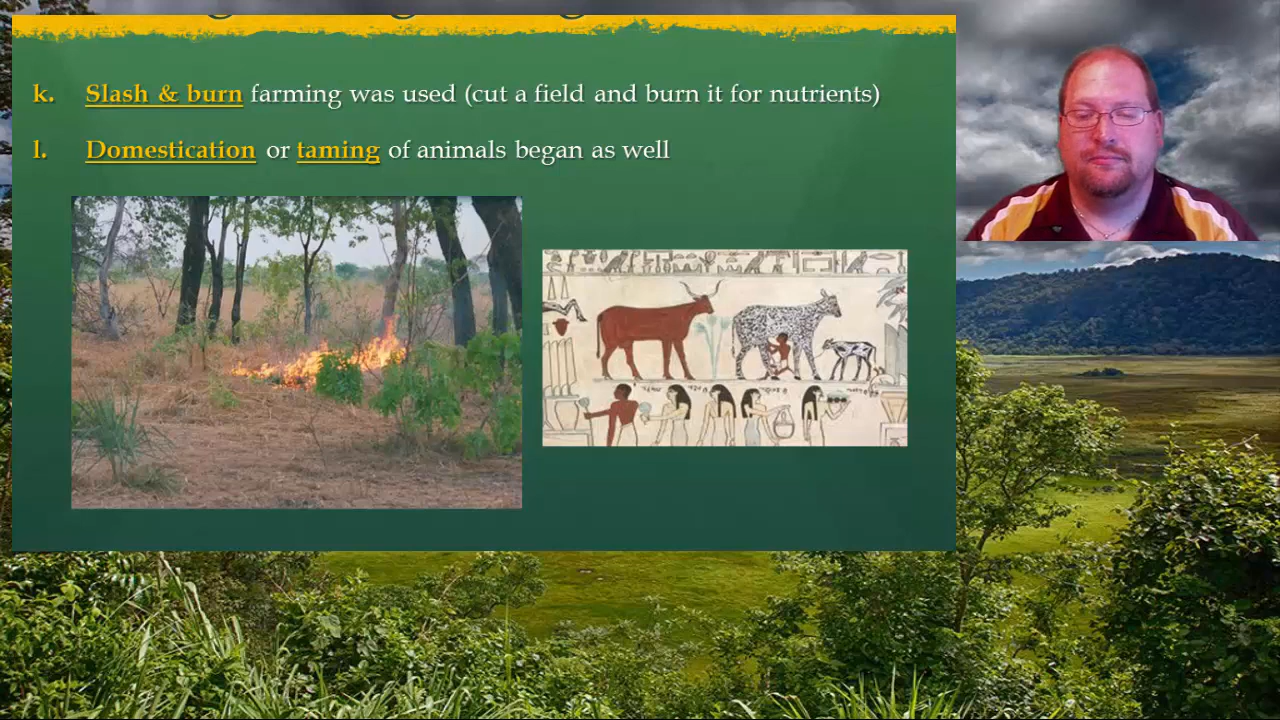 k. Slash & burn farming was used (cut a field and burn it for nutrients)
l. Domestication or taming of animals began as well